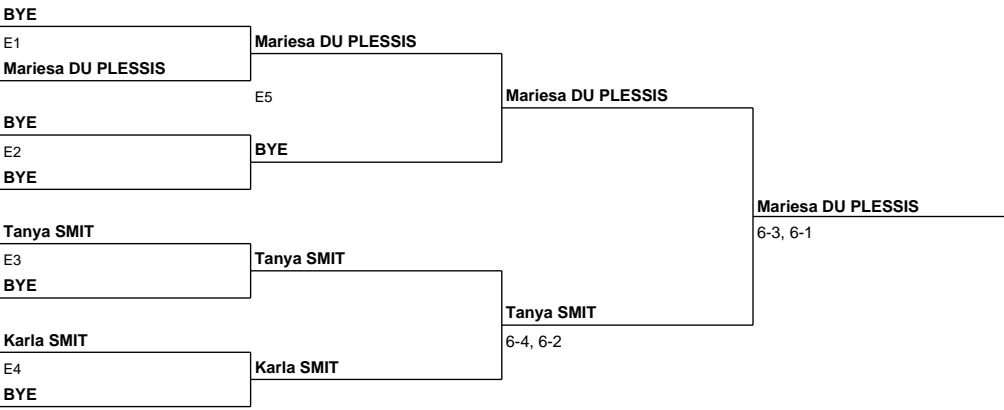 BYE
E1
Mariesa DU PLESSIS
Mariesa DU PLESSIS
E5
BYE
E2
BYE
BYE
Mariesa DU PLESSIS
Tanya SMIT
E3
BYE
Tanya SMIT
Karla SMIT
E4
BYE
Karla SMIT
Tanya SMIT
6-4, 6-2
Mariesa DU PLESSIS
6-3, 6-1